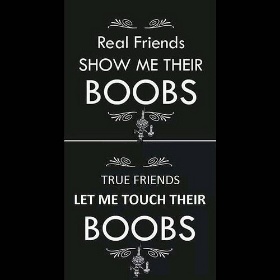 Real Friends
SHOW ME THEIR
BOOBS
TRUE FRIENDS
LET ME TOUCH THEIR
BOOBS